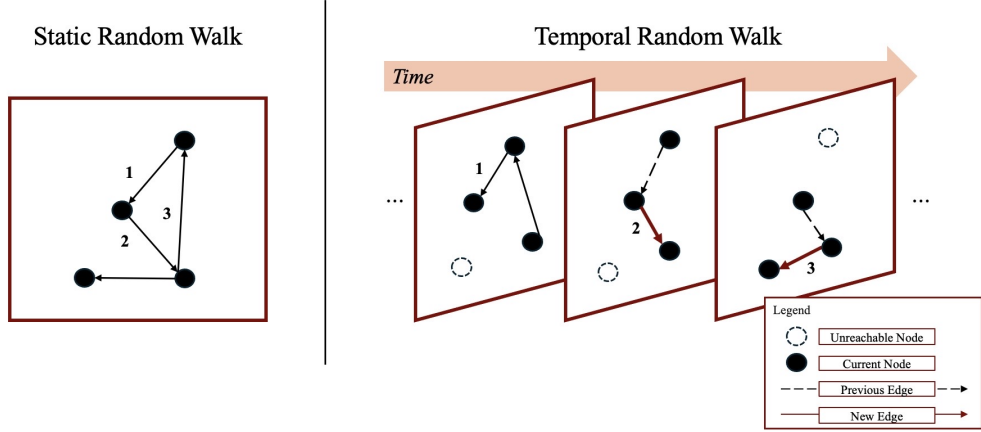 Static Random Walk
1
3
2
Temporal Random Walk
Time
...
1
2
3
...
Legend
Unreachable Node
Current Node
Previous Edge
New Edge